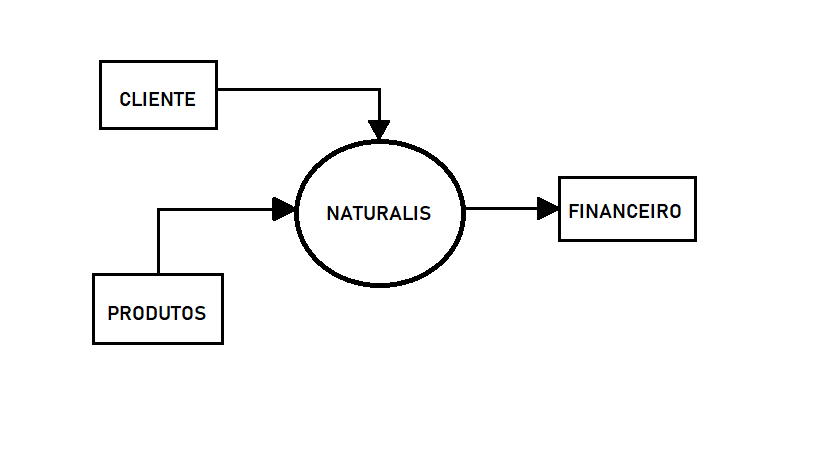 CLIENTE
NATURALIS
FINANCEIRO
PRODUTOS